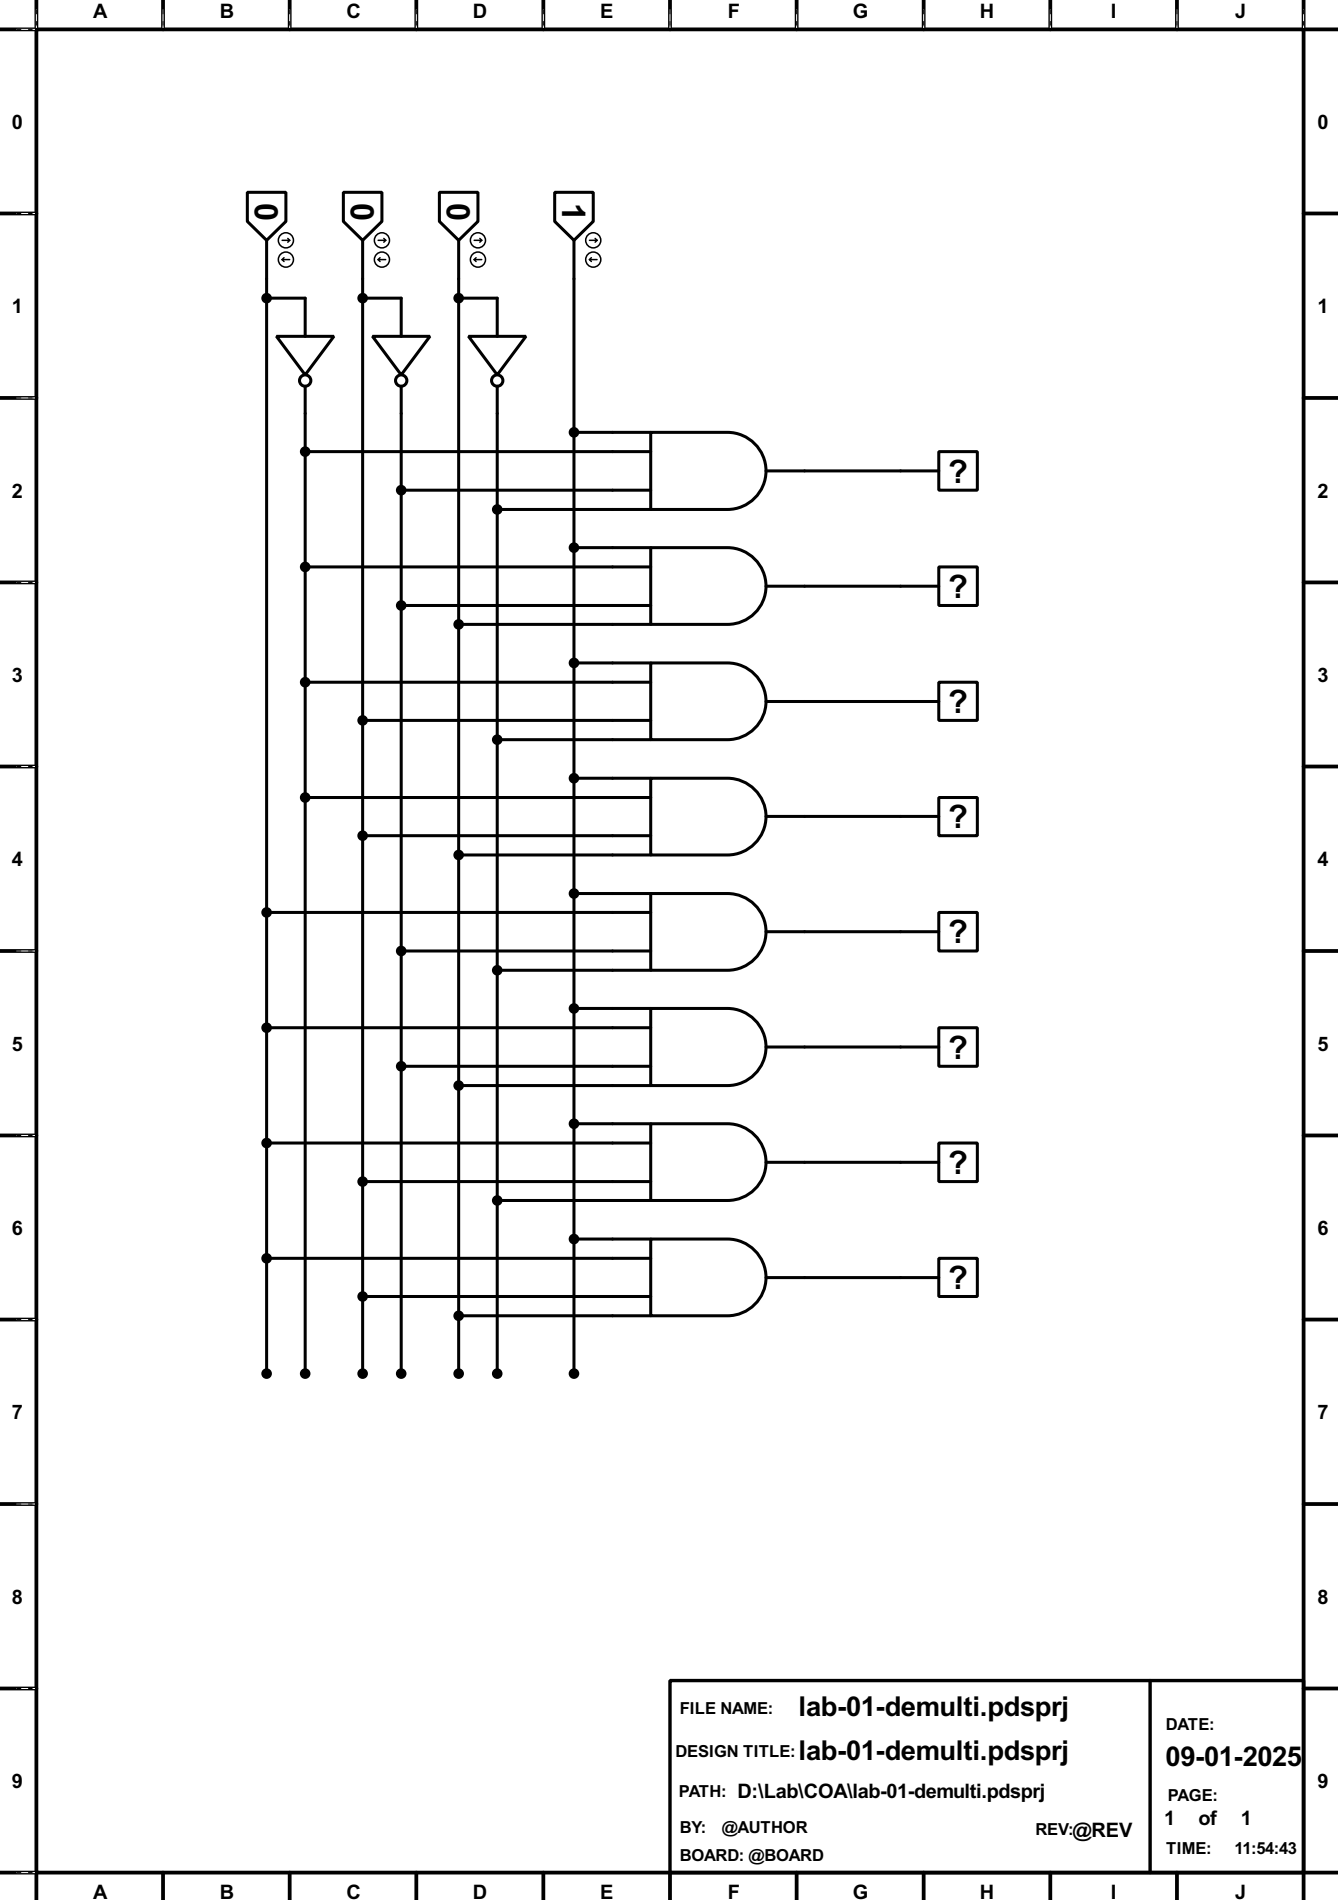 A B C D E F G H I J
0 0
0 0 0 1
1 1
? 
2 2
?
3 3
?
?
4 4
?
5 ? 5
?
6 6
?
7 7
8 8
FILE NAME: lab-01-demulti.pdsprj
DATE:
DESIGN TITLE: lab-01-demulti.pdsprj
09-01-2025
9 9
PATH: D:\Lab\COA\lab-01-demulti.pdsprj
PAGE:
1 of 1
BY: @AUTHOR REV:@REV
TIME: 11:54:43
BOARD: @BOARD
A B C D E F G H I J